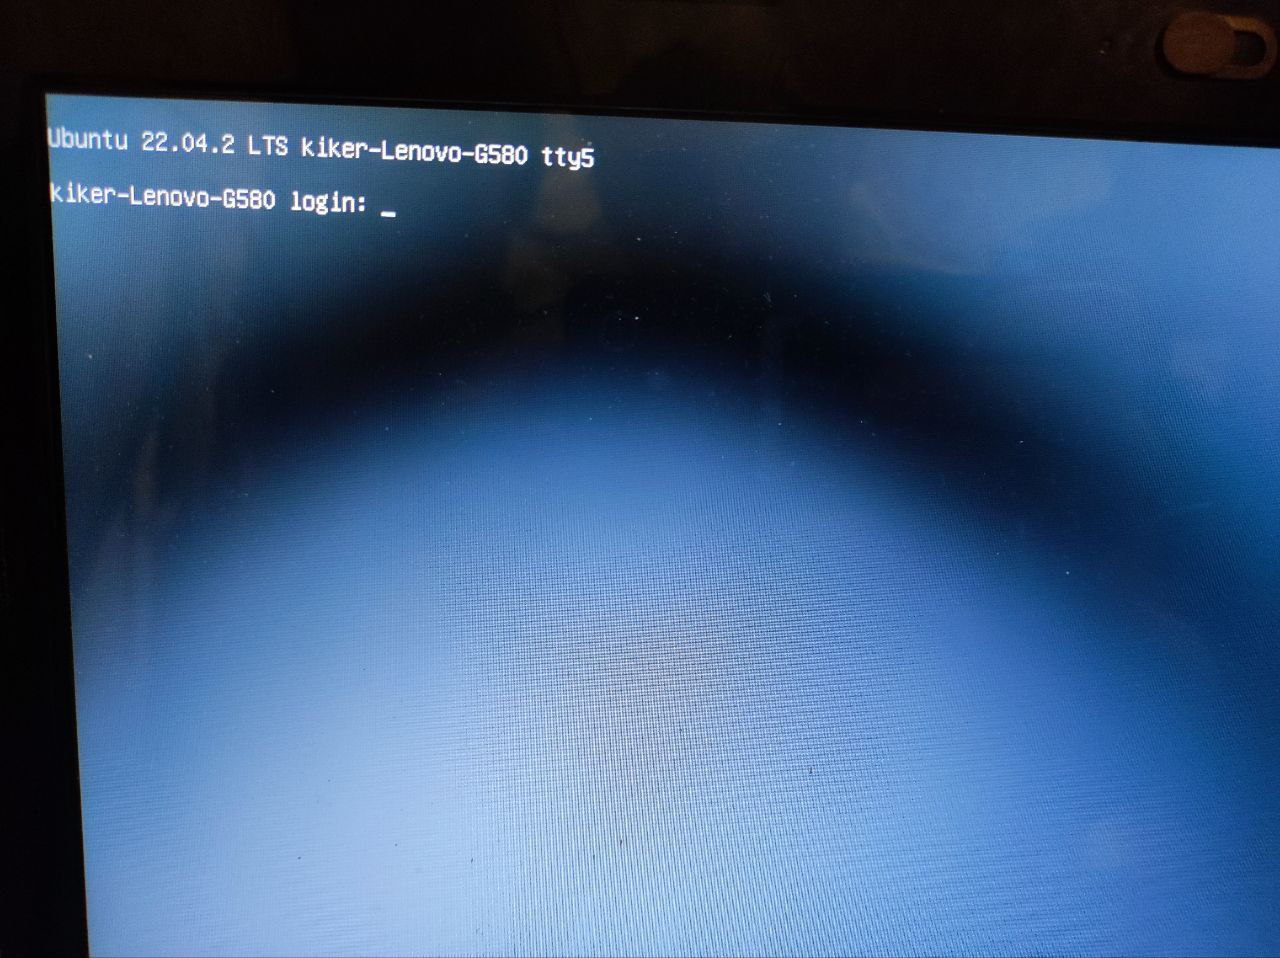 Ubuntu 22.04.2 LTS kiker-Lenovo-G580 tty5
kiker-Lenovo-G580 login: _